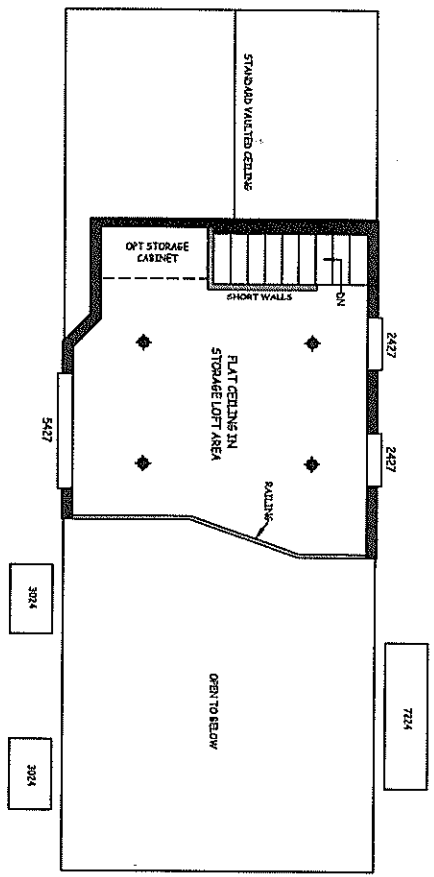 STANDARD VAULTED CEILING
OPT STORAGE
CABINET
DN
SHORT WALLS
2427
FLAT CEILING IN
STORAGE LOFT AREA
5427
2427
RAILING
3024
OPEN TO BELOW
7224
3024